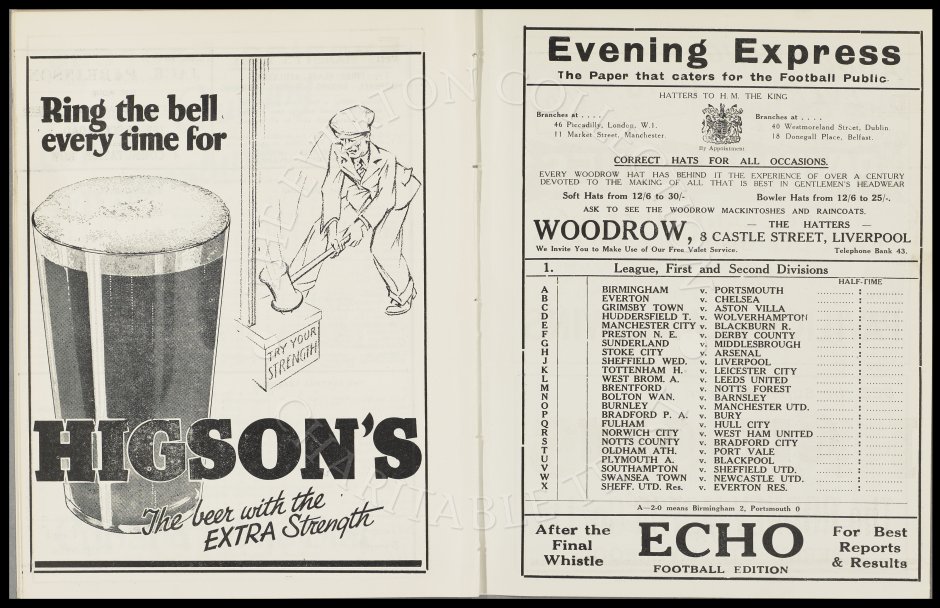 Ring the bell
every time for
TRY YOUR
STRENGTH
HIGSON'S
The beer with the
EXTRA Strength
Evening Express
The Paper that caters for the Football Public
HATTERS TO H.M. THE KING
Branches at . . . .
46 Piccadilly, London, W.1.
11 Market Street, Manchester.
By Appointment
Branches at . . . .
40 Westmoreland Street, Dublin.
18 Donegall Place, Belfast.
CORRECT HATS FOR ALL OCCASIONS.
EVERY WOODROW HAT HAS BEHIND IT THE EXPERIENCE OF OVER A CENTURY
DEVOTED TO THE MAKING OF ALL THAT IS BEST IN GENTLEMEN'S HEADWEAR
Soft Hats from 12/6 to 30/- Bowler Hats from 12/6 to 25/-.
ASK TO SEE THE WOODROW MACKINTOSHES AND RAINCOATS.
WOODROW, — THE HATTERS — 8 CASTLE STREET, LIVERPOOL
We Invite You to Make Use of Our Free Valet Service. Telephone Bank 43.
1. League, First and Second Divisions
HALF-TIME
A BIRMINGHAM v. PORTSMOUTH
B EVERTON v. CHELSEA
C GRIMSBY TOWN v. ASTON VILLA
D HUDDERSFIELD T. v. WOLVERHAMPTON
E MANCHESTER CITY v. BLACKBURN R.
F PRESTON N. E. v. DERBY COUNTY
G SUNDERLAND v. MIDDLESBROUGH
H STOKE CITY v. ARSENAL
J SHEFFIELD WED. v. LIVERPOOL
K TOTTENHAM H. v. LEICESTER CITY
L WEST BROM. A. v. LEEDS UNITED
M BRENTFORD v. NOTTS FOREST
N BOLTON WAN. v. BARNSLEY
O BURNLEY v. MANCHESTER UTD.
P BRADFORD P. A. v. BURY
Q FULHAM v. HULL CITY
R NORWICH CITY v. WEST HAM UNITED
S NOTTS COUNTY v. BRADFORD CITY
T OLDHAM ATH. v. PORT VALE
U PLYMOUTH A. v. BLACKPOOL
V SOUTHAMPTON v. SHEFFIELD UTD.
W SWANSEA TOWN v. NEWCASTLE UTD.
X SHEFF. UTD. Res. v. EVERTON RES.
A—2-0 means Birmingham 2, Portsmouth 0
After the
Final
Whistle
ECHO
FOOTBALL EDITION
For Best
Reports
& Results